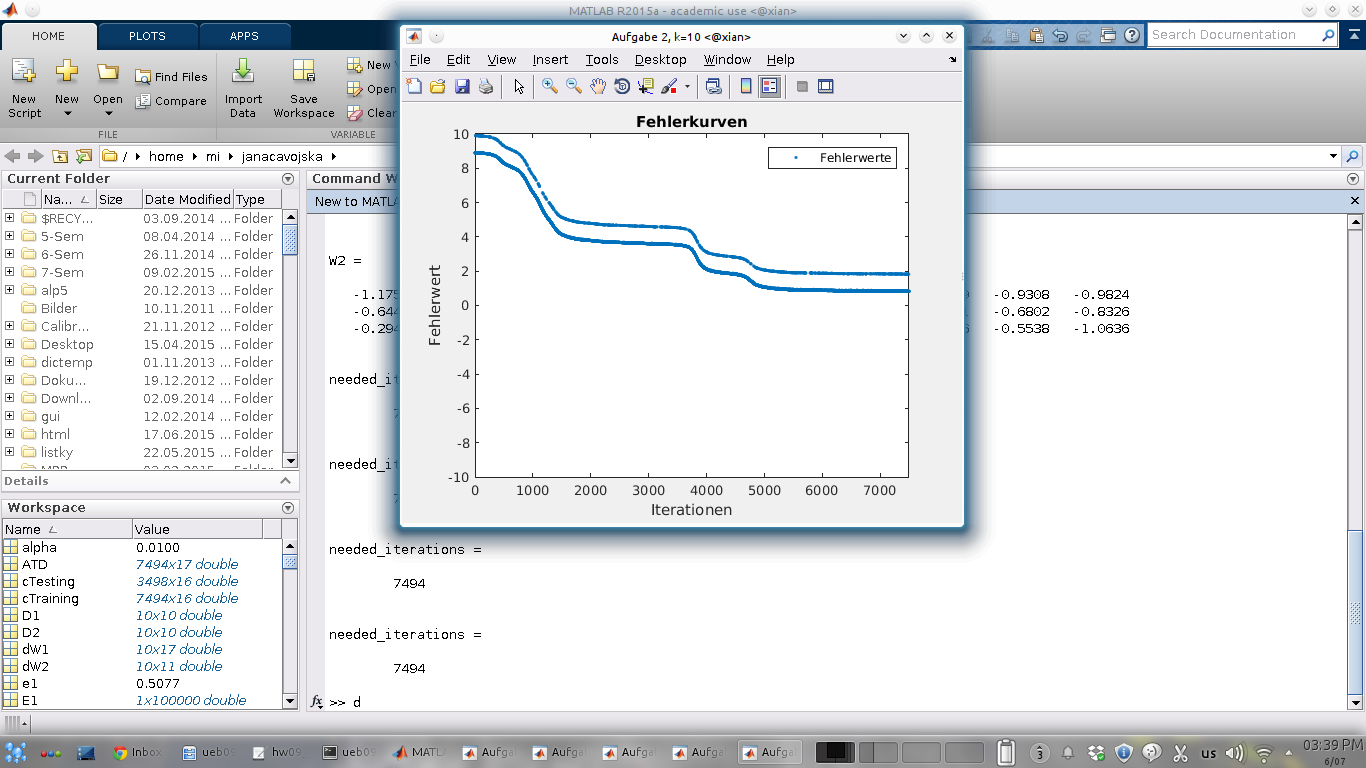 MATLAB R2015a - academic use <@xian>
HOME PLOTS APPS
Search Documentation
New Script
New
Open
Find Files
Compare
Import Data
Save Workspace
New
Open
Clear
FILE
VARIABLE
/ home mi janacavojska
Current Folder
Na... Size Date Modified Type
$RECY... 03.09.2014 ... Folder
5-Sem 08.04.2014 ... Folder
6-Sem 26.11.2014 ... Folder
7-Sem 09.02.2015 ... Folder
alp5 20.12.2013 ... Folder
Bilder 10.11.2011 ... Folder
Calibr... 21.11.2012 ... Folder
Desktop 15.04.2015 ... Folder
dictemp 01.11.2013 ... Folder
Doku... 19.12.2012 ... Folder
Downl... 02.09.2014 ... Folder
gui 12.02.2014 ... Folder
html 17.06.2015 ... Folder
listky 22.05.2015 ... Folder
Details
Workspace
Name Value
alpha 0.0100
ATD 7494x17 double
cTesting 3498x16 double
cTraining 7494x16 double
D1 10x10 double
D2 10x10 double
dW1 10x17 double
dW2 10x11 double
e1 0.5077
E1 1x100000 double
Command W
New to MATL
W2 =
-1.175 -0.9308 -0.9824
-0.644 -0.6802 -0.8326
-0.294 -0.5538 -1.0636
needed_it
needed_it
needed_iterations =
7494
needed_iterations =
7494
fx >> d
Aufgabe 2, k=10 <@xian>
File Edit View Insert Tools Desktop Window Help
Fehlerkurven
Fehlerwerte
Fehlerwert
10
8
6
4
2
0
-2
-4
-6
-8
-10
0 1000 2000 3000 4000 5000 6000 7000
Iterationen
Inbox ueb09 hw09 ueb09 MATL Aufga Aufga Aufga Aufga Aufga
3
us
03:39 PM
6/07